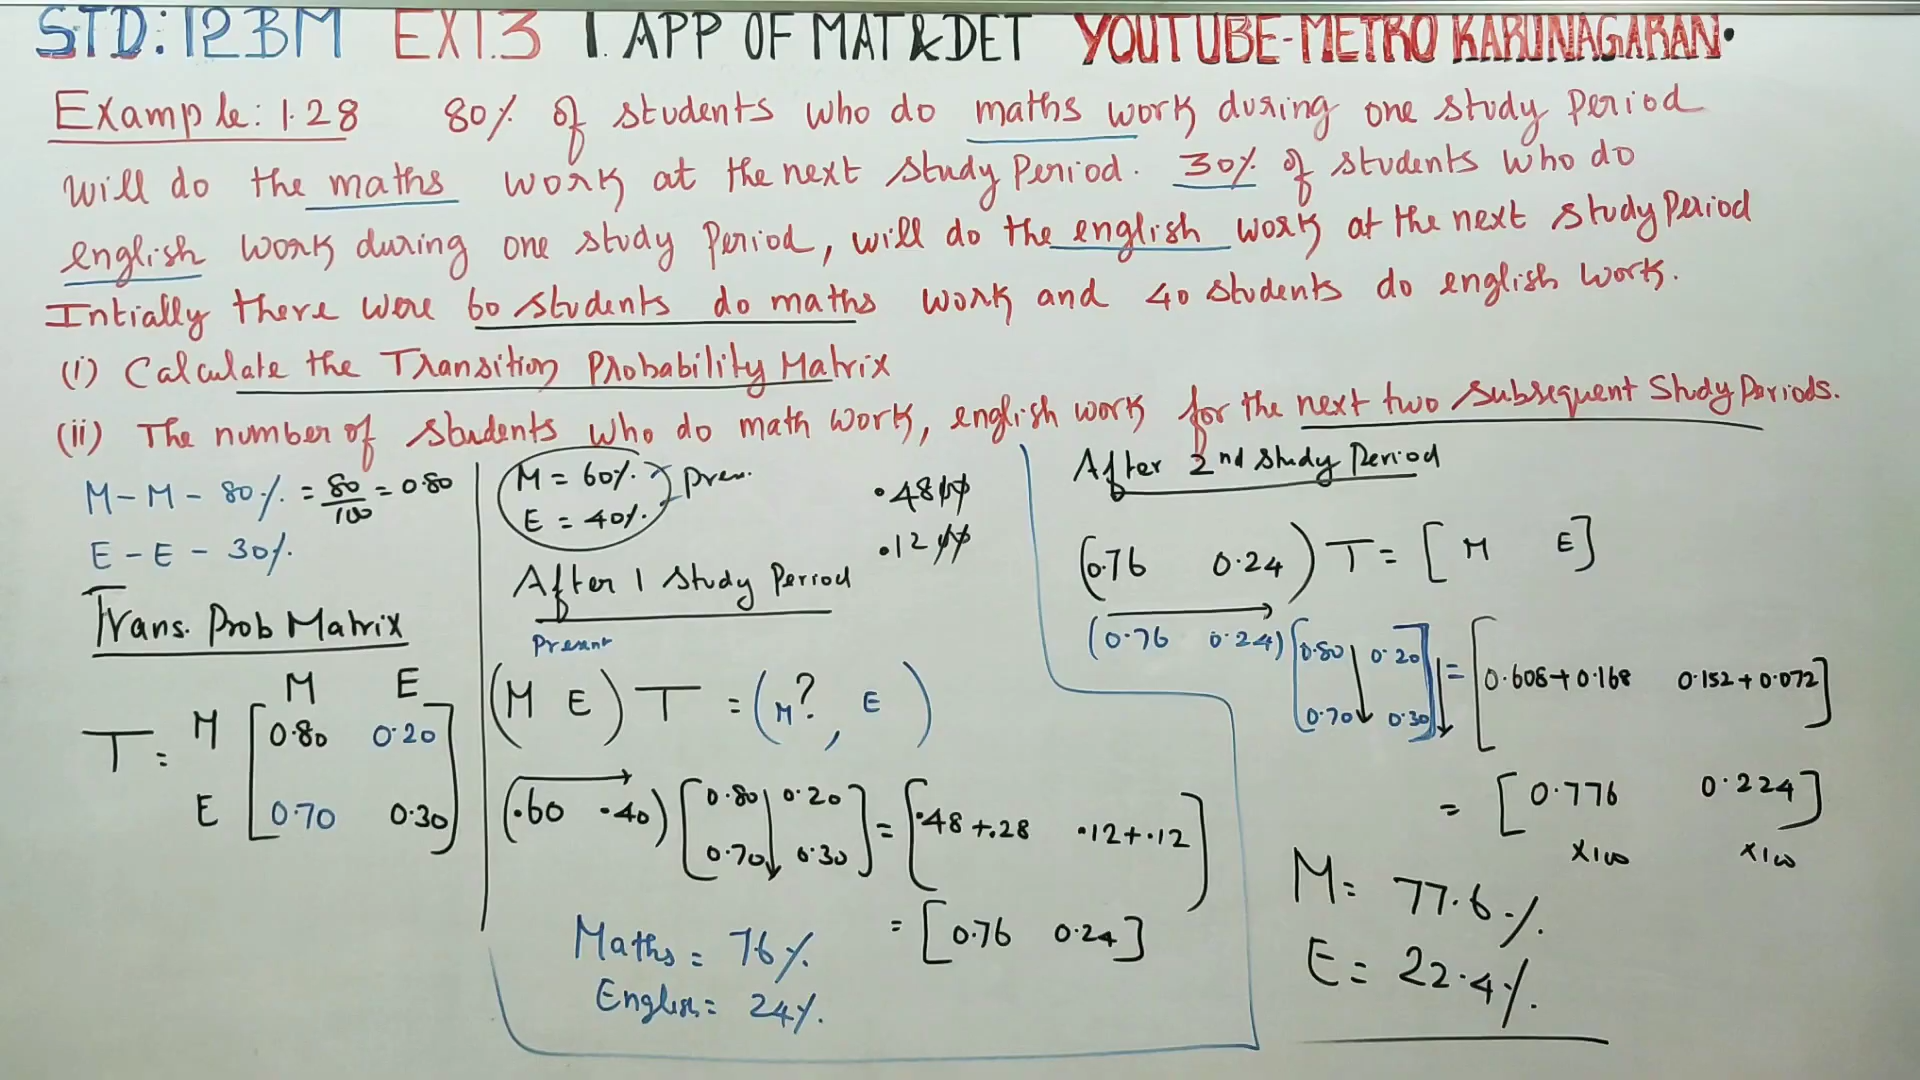 STD:12BM EX1.3 1. APP OF MAT&DET YOUTUBE-METRO KARUNAGARAN.
Example: 1.28 80% of students who do maths work during one study Period
will do the maths work at the next study Period. 30% of students who do
english work during one study Period, will do the english work at the next study Period
Intially there were 60 students do maths work and 40 students do english work.
(i) Calculate the Transition Probability Matrix
(ii) The number of students who do math work, english work for the next two subsequent Study Periods.
M-M-80% = 80/100 = 0.80
E-E-30%
Trans. Prob Matrix
M E
T = M [0.80 0.20
E 0.70 0.30]
M = 60%
E = 40%
Pres.
.48
.12
After 1 study Period
Present
(M E) T = (M?, E )
(.60 .40) [0.80 0.20
0.70 0.30] = [.48+.28 .12+.12]
= [0.76 0.24]
Maths = 76%
English = 24%.
After 2nd study Period
(0.76 0.24) T = [M E]
(0.76 0.24) [0.80 0.20
0.70 0.30] = [0.608+0.168 0.152+0.072]
= [0.776 0.224]
x100 x100
M = 77.6%.
E = 22.4%.